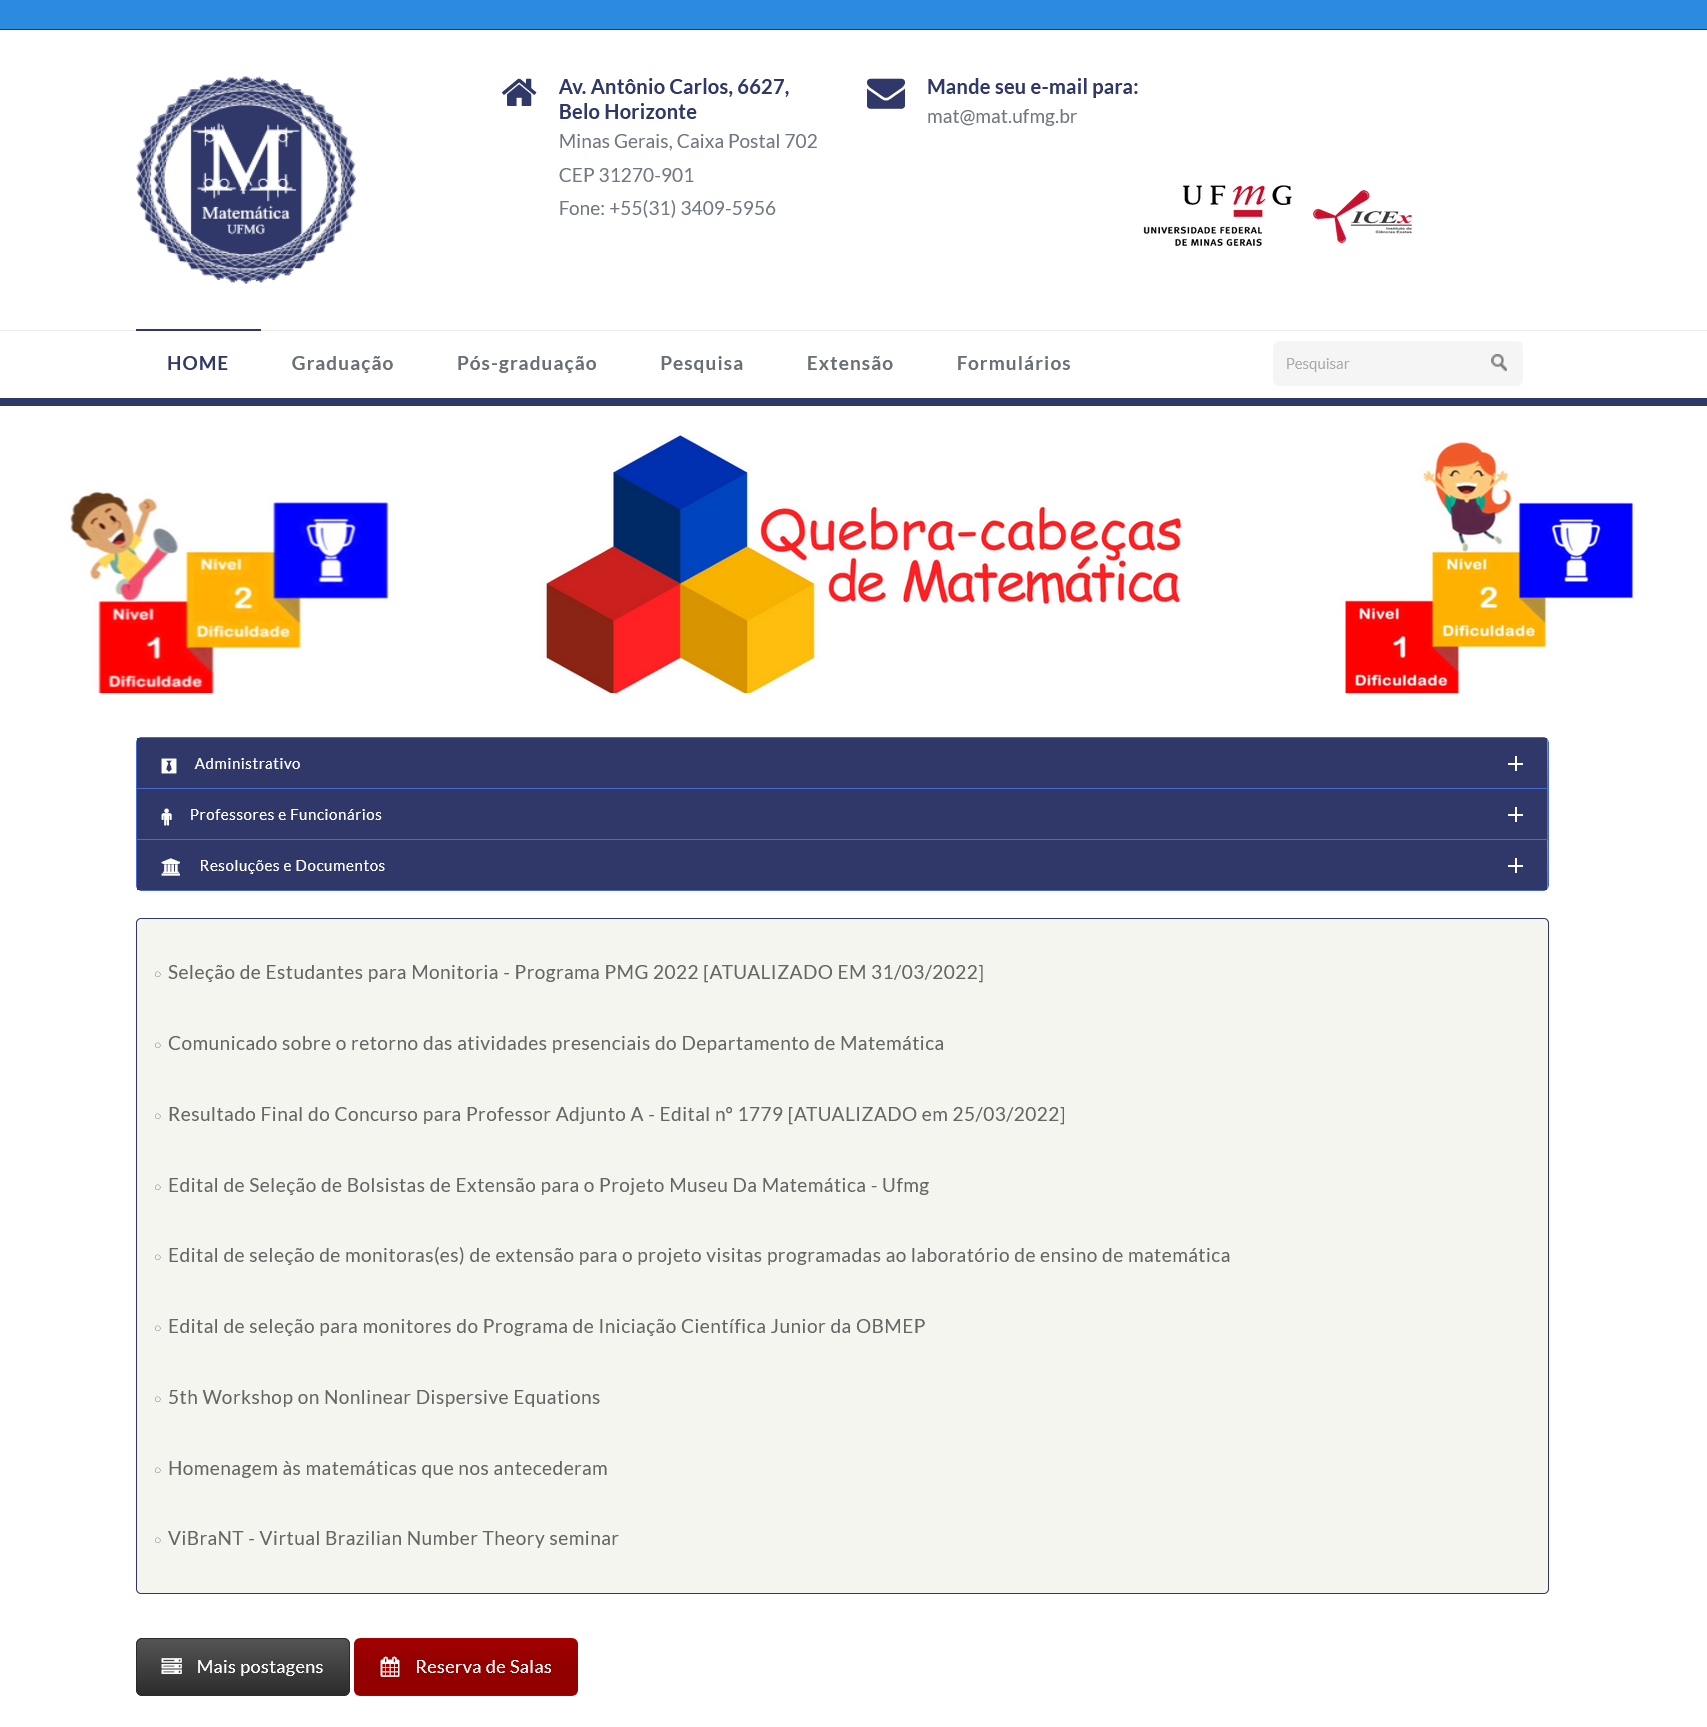 M
Matemática
UFMG
Av. Antônio Carlos, 6627,
Belo Horizonte
Minas Gerais, Caixa Postal 702
CEP 31270-901
Fone: +55(31) 3409-5956
Mande seu e-mail para:
mat@mat.ufmg.br
UFmG
UNIVERSIDADE FEDERAL
DE MINAS GERAIS
ICEx
Instituto de
Ciências Exatas
HOME Graduação Pós-graduação Pesquisa Extensão Formulários Pesquisar
Nivel
1
Dificuldade
Nivel
2
Dificuldade
Quebra-cabeças
de Matemática
Nivel
1
Dificuldade
Nivel
2
Dificuldade
Administrativo
Professores e Funcionários
Resoluções e Documentos
Seleção de Estudantes para Monitoria - Programa PMG 2022 [ATUALIZADO EM 31/03/2022]
Comunicado sobre o retorno das atividades presenciais do Departamento de Matemática
Resultado Final do Concurso para Professor Adjunto A - Edital nº 1779 [ATUALIZADO em 25/03/2022]
Edital de Seleção de Bolsistas de Extensão para o Projeto Museu Da Matemática - Ufmg
Edital de seleção de monitoras(es) de extensão para o projeto visitas programadas ao laboratório de ensino de matemática
Edital de seleção para monitores do Programa de Iniciação Científica Junior da OBMEP
5th Workshop on Nonlinear Dispersive Equations
Homenagem às matemáticas que nos antecederam
ViBraNT - Virtual Brazilian Number Theory seminar
Mais postagens
Reserva de Salas